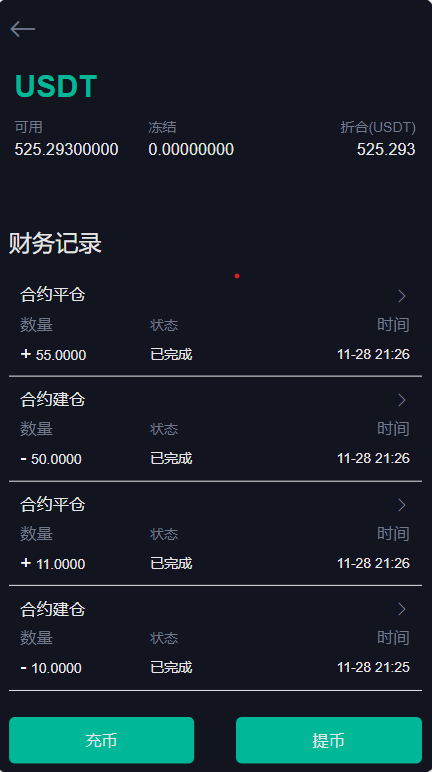 USDT
可用 冻结 折合(USDT)
525.29300000 0.00000000 525.293
财务记录
合约平仓
数量 状态 时间
+ 55.0000 已完成 11-28 21:26
合约建仓
数量 状态 时间
- 50.0000 已完成 11-28 21:26
合约平仓
数量 状态 时间
+ 11.0000 已完成 11-28 21:26
合约建仓
数量 状态 时间
- 10.0000 已完成 11-28 21:25
充币 提币